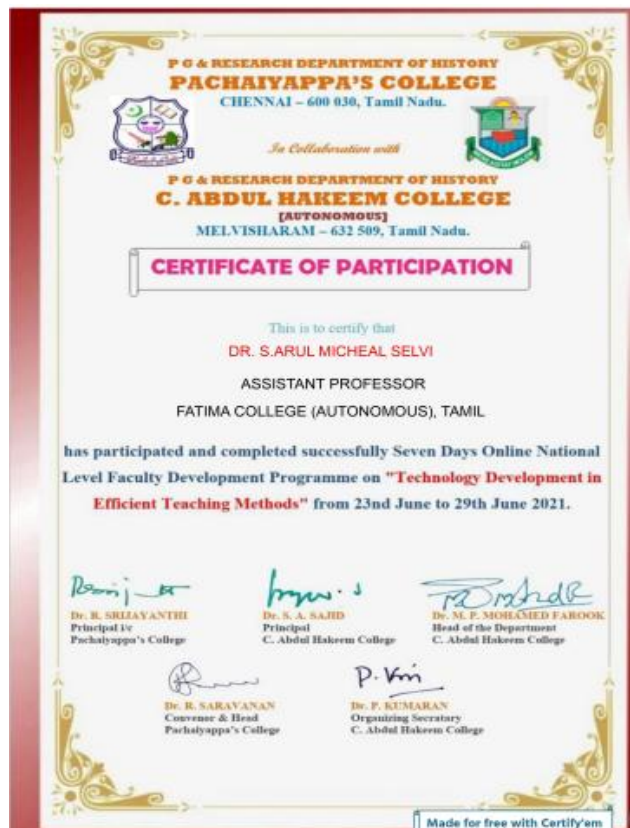 P G & RESEARCH DEPARTMENT OF HISTORY
PACHAIYAPPA'S COLLEGE
CHENNAI – 600 030, Tamil Nadu.
In Collaboration with
P G & RESEARCH DEPARTMENT OF HISTORY
C. ABDUL HAKEEM COLLEGE
[AUTONOMOUS]
MELVISHARAM – 632 509, Tamil Nadu.
CERTIFICATE OF PARTICIPATION
This is to certify that
DR. S.ARUL MICHEAL SELVI
ASSISTANT PROFESSOR
FATIMA COLLEGE (AUTONOMOUS), TAMIL
has participated and completed successfully Seven Days Online National
Level Faculty Development Programme on "Technology Development in
Efficient Teaching Methods" from 23nd June to 29th June 2021.
Dr. R. SRIJAYANTHI
Principal i/c
Pachaiyappa's College
Dr. S. A. SAJID
Principal
C. Abdul Hakeem College
Dr. M. P. MOHAMED FAROOK
Head of the Department
C. Abdul Hakeem College
Dr. R. SARAVANAN
Convenor & Head
Pachaiyappa's College
P. Kmn
Dr. P. KUMARAN
Organizing Secratary
C. Abdul Hakeem College
Made for free with Certify'em